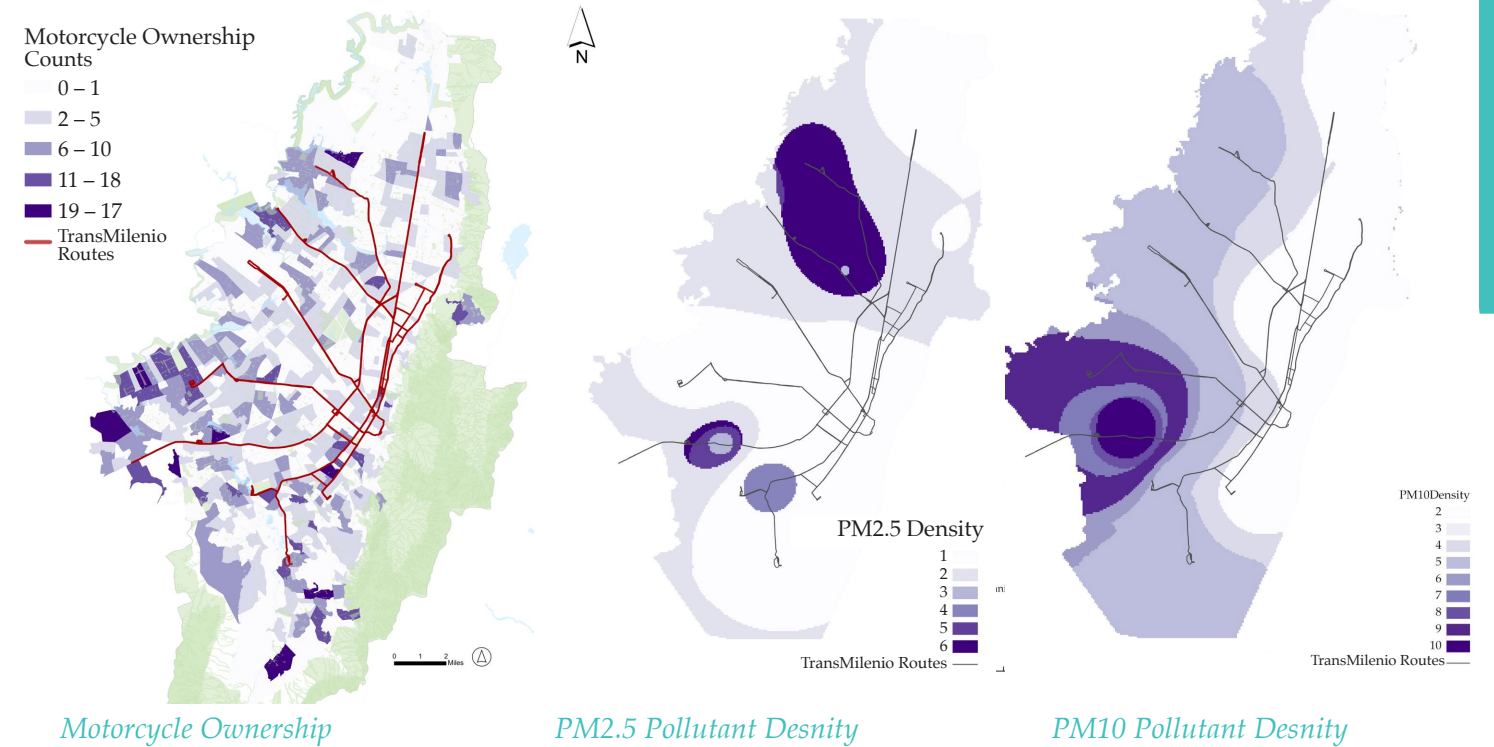 Motorcycle Ownership
Counts
0 – 1
2 – 5
6 – 10
11 – 18
19 – 17
TransMilenio
Routes
0 1 2
Miles
N
PM2.5 Density
1
2
3
4
5
6
TransMilenio Routes
PM10Density
2
3
4
5
6
7
8
9
10
TransMilenio Routes
Motorcycle Ownership
PM2.5 Pollutant Desnity
PM10 Pollutant Desnity